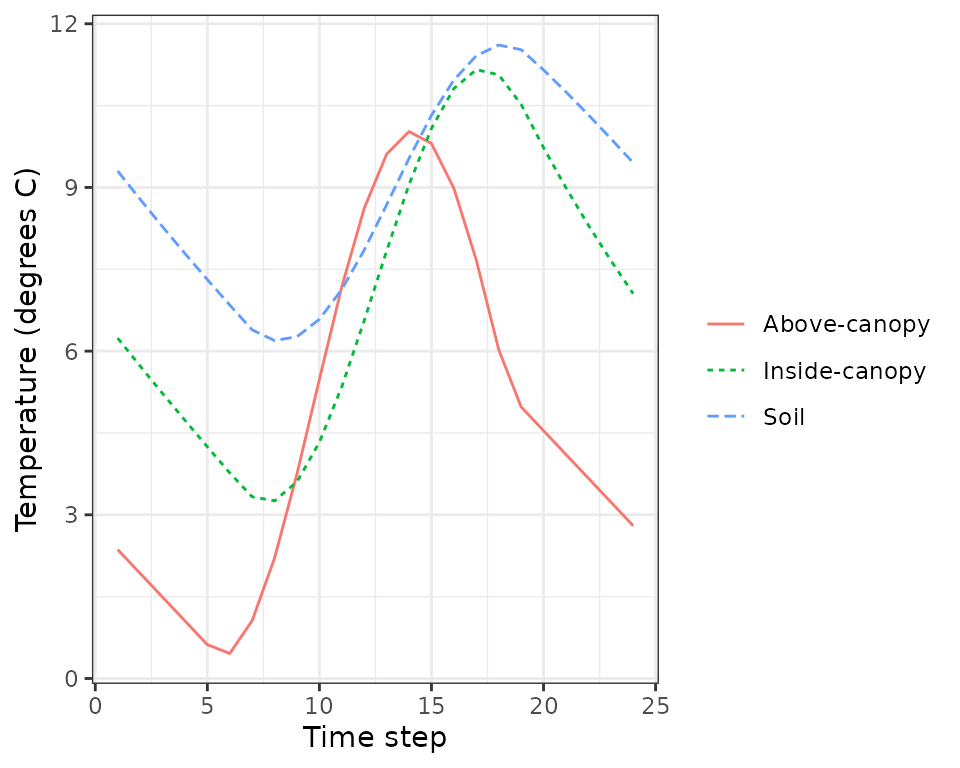 Temperature (degrees C)
12
9
6
3
0
0 5 10 15 20 25
Time step
Above-canopy
Inside-canopy
Soil